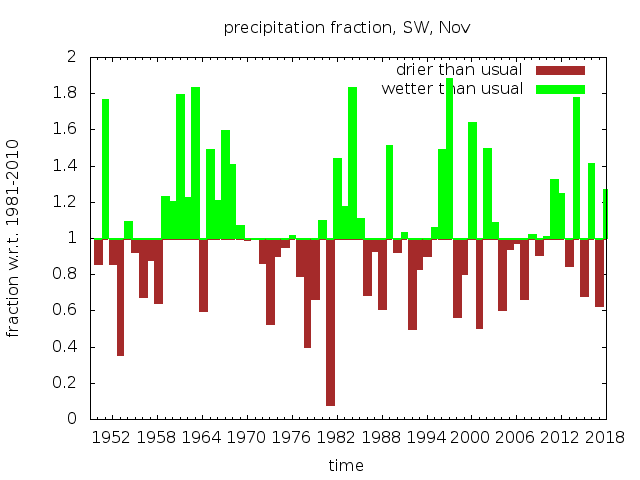 precipitation fraction, SW, Nov
drier than usual
wetter than usual
2
1.8
1.6
1.4
1.2
1
0.8
0.6
0.4
0.2
0
fraction w.r.t. 1981-2010
1952 1958 1964 1970 1976 1982 1988 1994 2000 2006 2012 2018
time